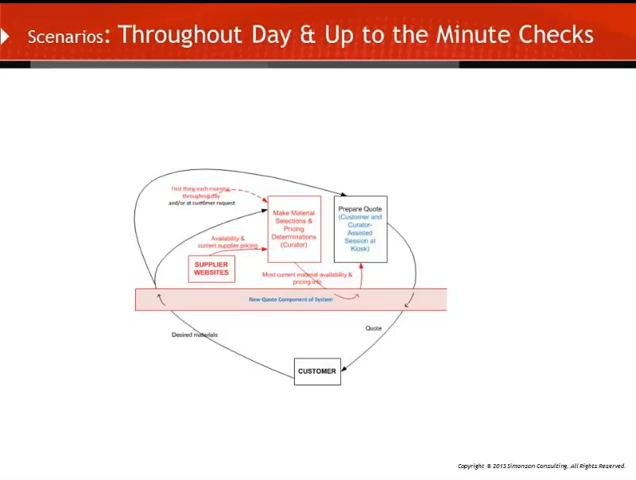 Scenarios: Throughout Day & Up to the Minute Checks
First thing each morning,
throughout day
and/or at customer request
Make Material
Selections &
Pricing
Determinations
(Curator)
Prepare Quote
(Customer and
Curator-
Assisted
Session at
Kiosk)
Availability &
current supplier pricing
SUPPLIER
WEBSITES
Most current material availability &
pricing info
New Quote Component of System
Desired materials
Quote
CUSTOMER
Copyright © 2013 Simonson Consulting. All Rights Reserved.